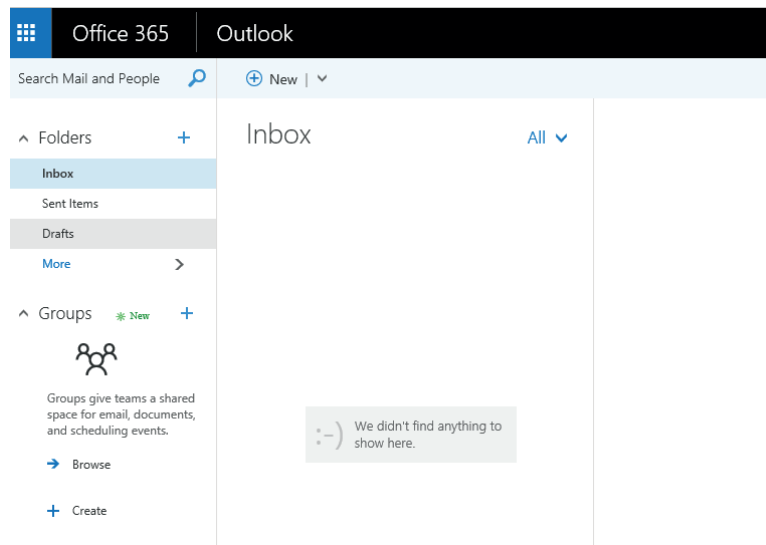 Office 365 Outlook
Search Mail and People
New
Folders
Inbox
Sent Items
Drafts
More
Groups New
Groups give teams a shared
space for email, documents,
and scheduling events.
Browse
Create
Inbox All
:-)
We didn't find anything to
show here.